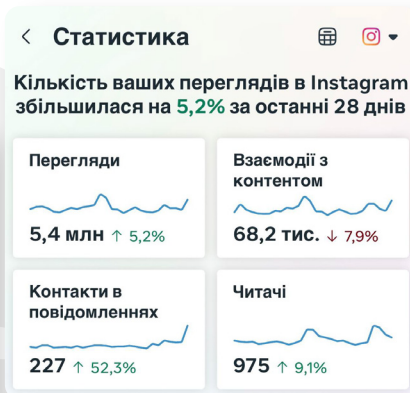 Статистика
Кількість ваших переглядів в Instagram
збільшилася на 5,2% за останні 28 днів
Перегляди
5,4 млн ↑ 5,2%
Взаємодії з
контентом
68,2 тис. ↓ 7,9%
Контакти в
повідомленнях
227 ↑ 52,3%
Читачі
975 ↑ 9,1%